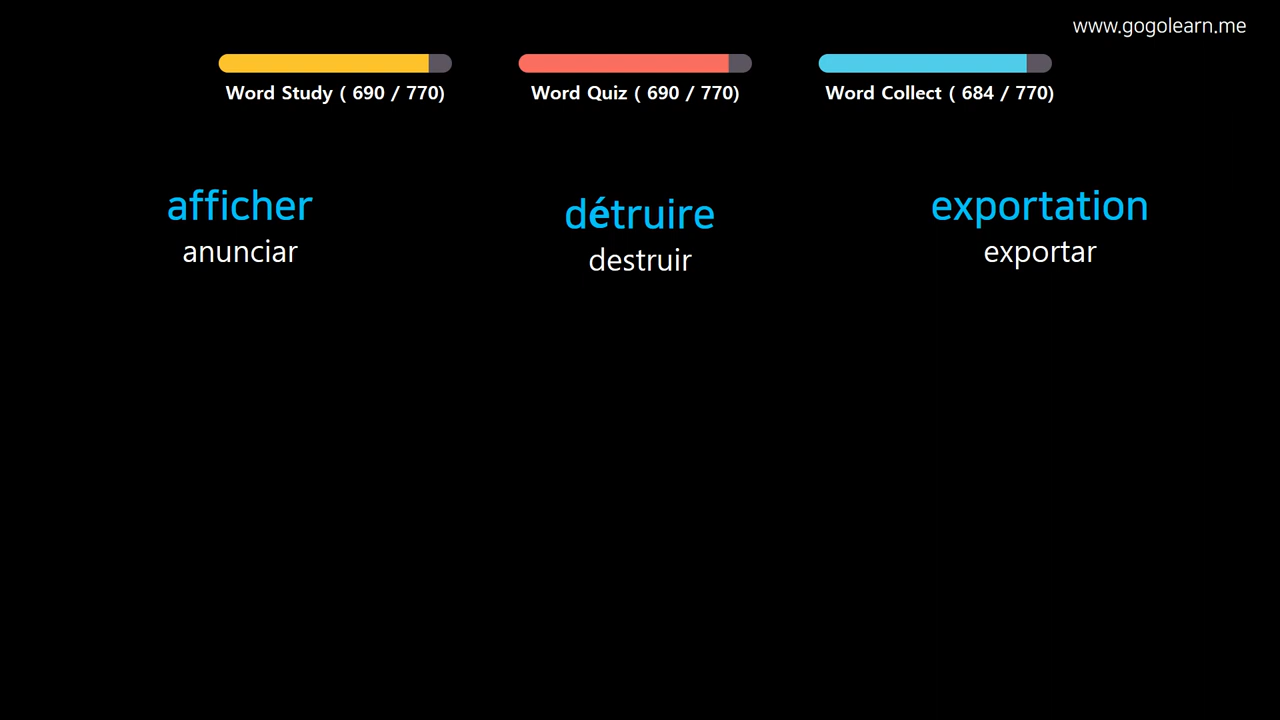 www.gogolearn.me
Word Study ( 690 / 770)
Word Quiz ( 690 / 770)
Word Collect ( 684 / 770)
afficher
anunciar
détruire
destruir
exportation
exportar